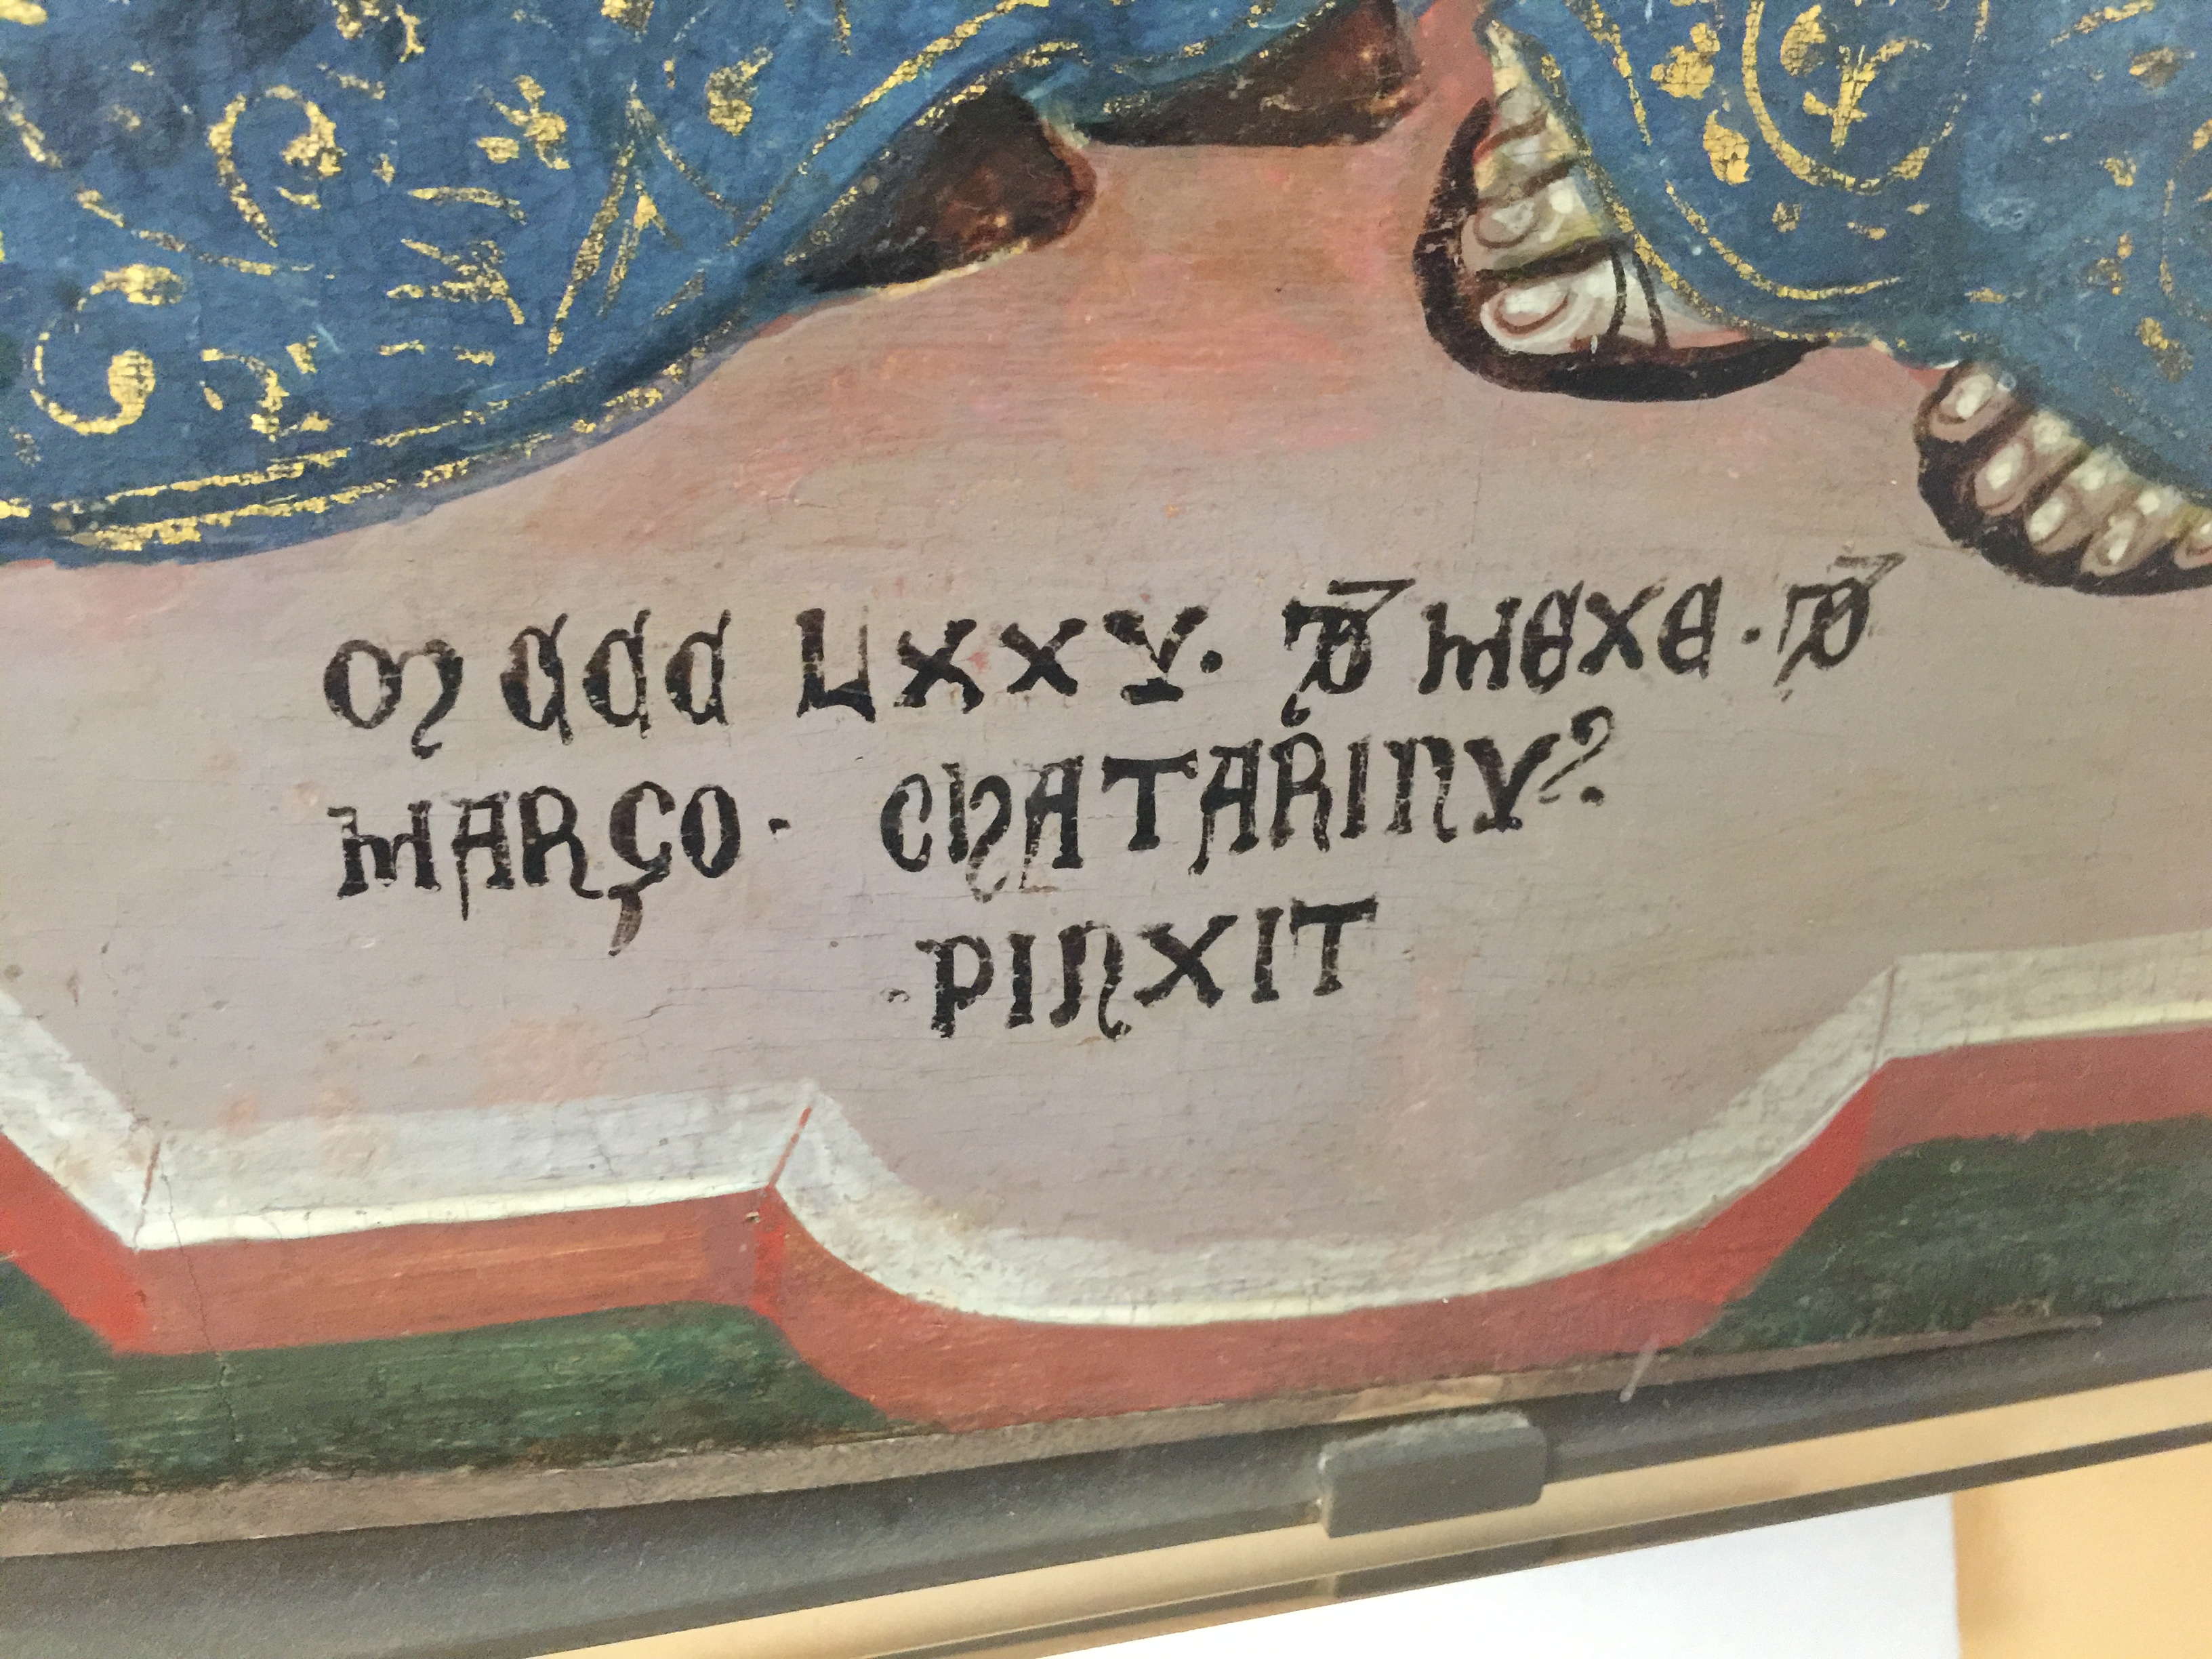 M CCC LXXV. D̄ MEXE. D̄
MARÇO. CHATARINV?
. PINXIT